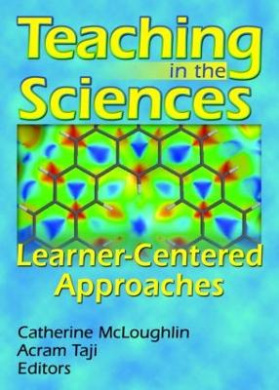 Teaching
in the
Sciences
Learner-Centered
Approaches
Catherine McLoughlin
Acram Taji
Editors